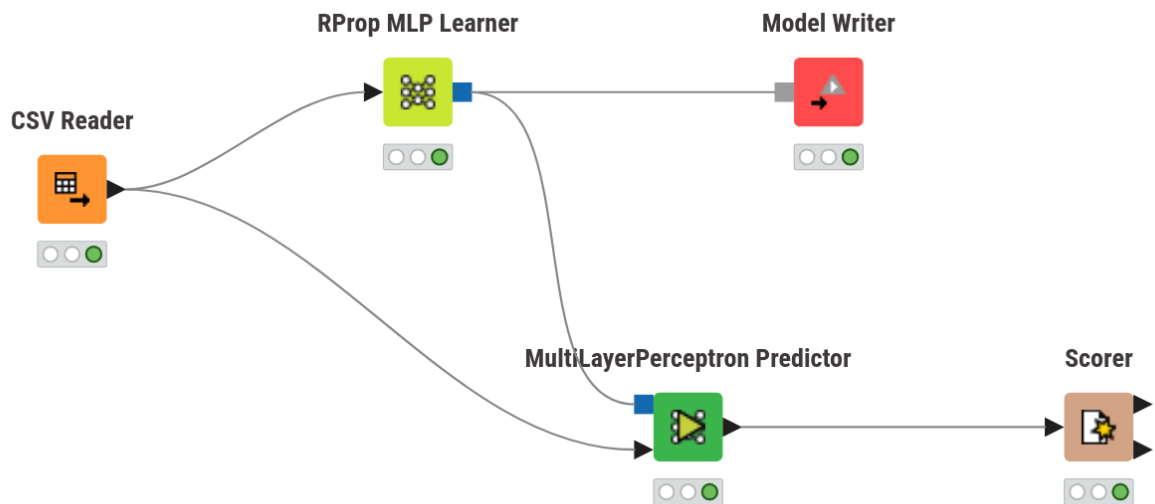 RProp MLP Learner
Model Writer
CSV Reader
MultiLayerPerceptron Predictor
Scorer